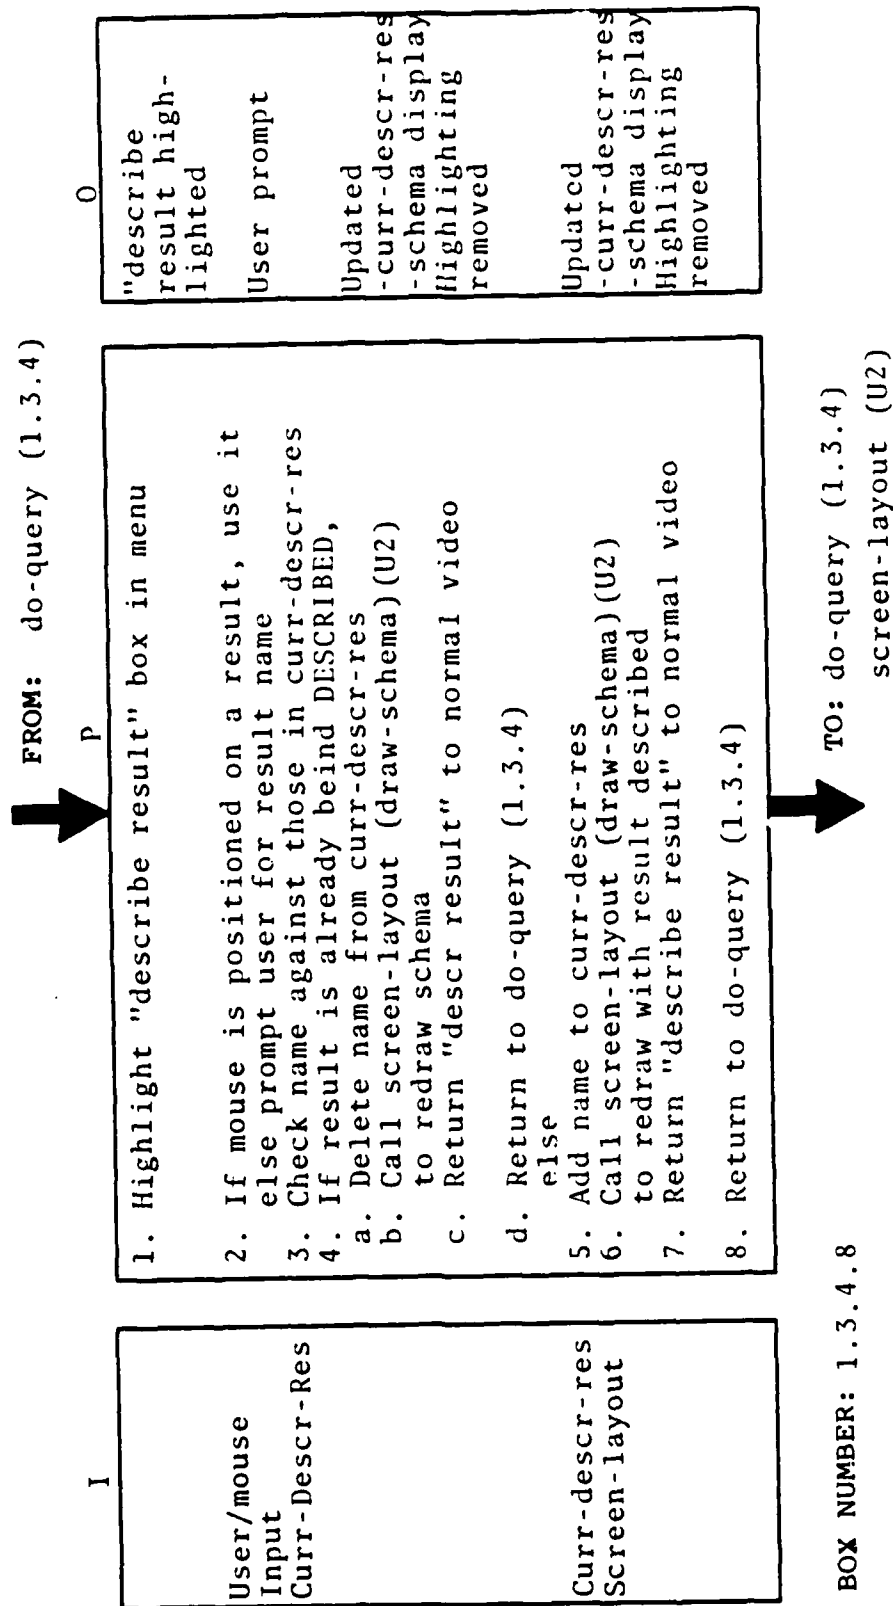 FROM: do-query (1.3.4)
I
User/mouse
Input
Curr-Descr-Res
Curr-descr-res
Screen-layout
P
1. Highlight "describe result" box in menu
2. If mouse is positioned on a result, use it
else prompt user for result name
3. Check name against those in curr-descr-res
4. If result is already beind DESCRIBED,
a. Delete name from curr-descr-res
b. Call screen-layout (draw-schema)(U2)
to redraw schema
c. Return "descr result" to normal video
d. Return to do-query (1.3.4)
else
5. Add name to curr-descr-res
6. Call screen-layout (draw-schema)(U2)
to redraw with result described
7. Return "describe result" to normal video
8. Return to do-query (1.3.4)
O
"describe
result high-
lighted
User prompt
Updated
-curr-descr-res
-schema display
Highlighting
removed
Updated
-curr-descr-res
-schema display
Highlighting
removed
BOX NUMBER: 1.3.4.8
TO: do-query (1.3.4)
screen-layout (U2)